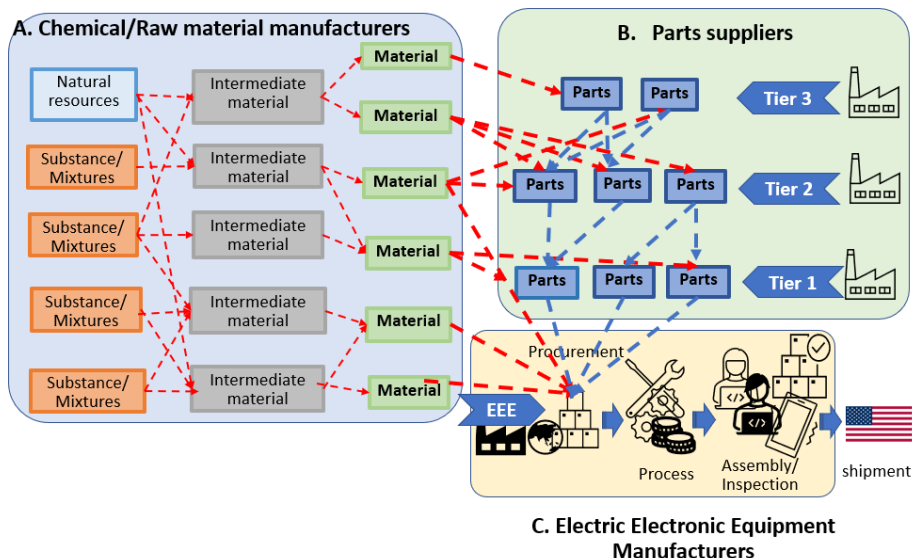 A. Chemical/Raw material manufacturers
Natural
resources
Substance/
Mixtures
Substance/
Mixtures
Substance/
Mixtures
Substance/
Mixtures
Intermediate
material
Intermediate
material
Intermediate
material
Intermediate
material
Intermediate
material
Material
Material
Material
Material
Material
Material
B. Parts suppliers
Parts
Parts
Tier 3
Parts
Parts
Parts
Tier 2
Parts
Parts
Parts
Tier 1
Procurement
EEE
Process
Assembly/
Inspection
shipment
C. Electric Electronic Equipment
Manufacturers